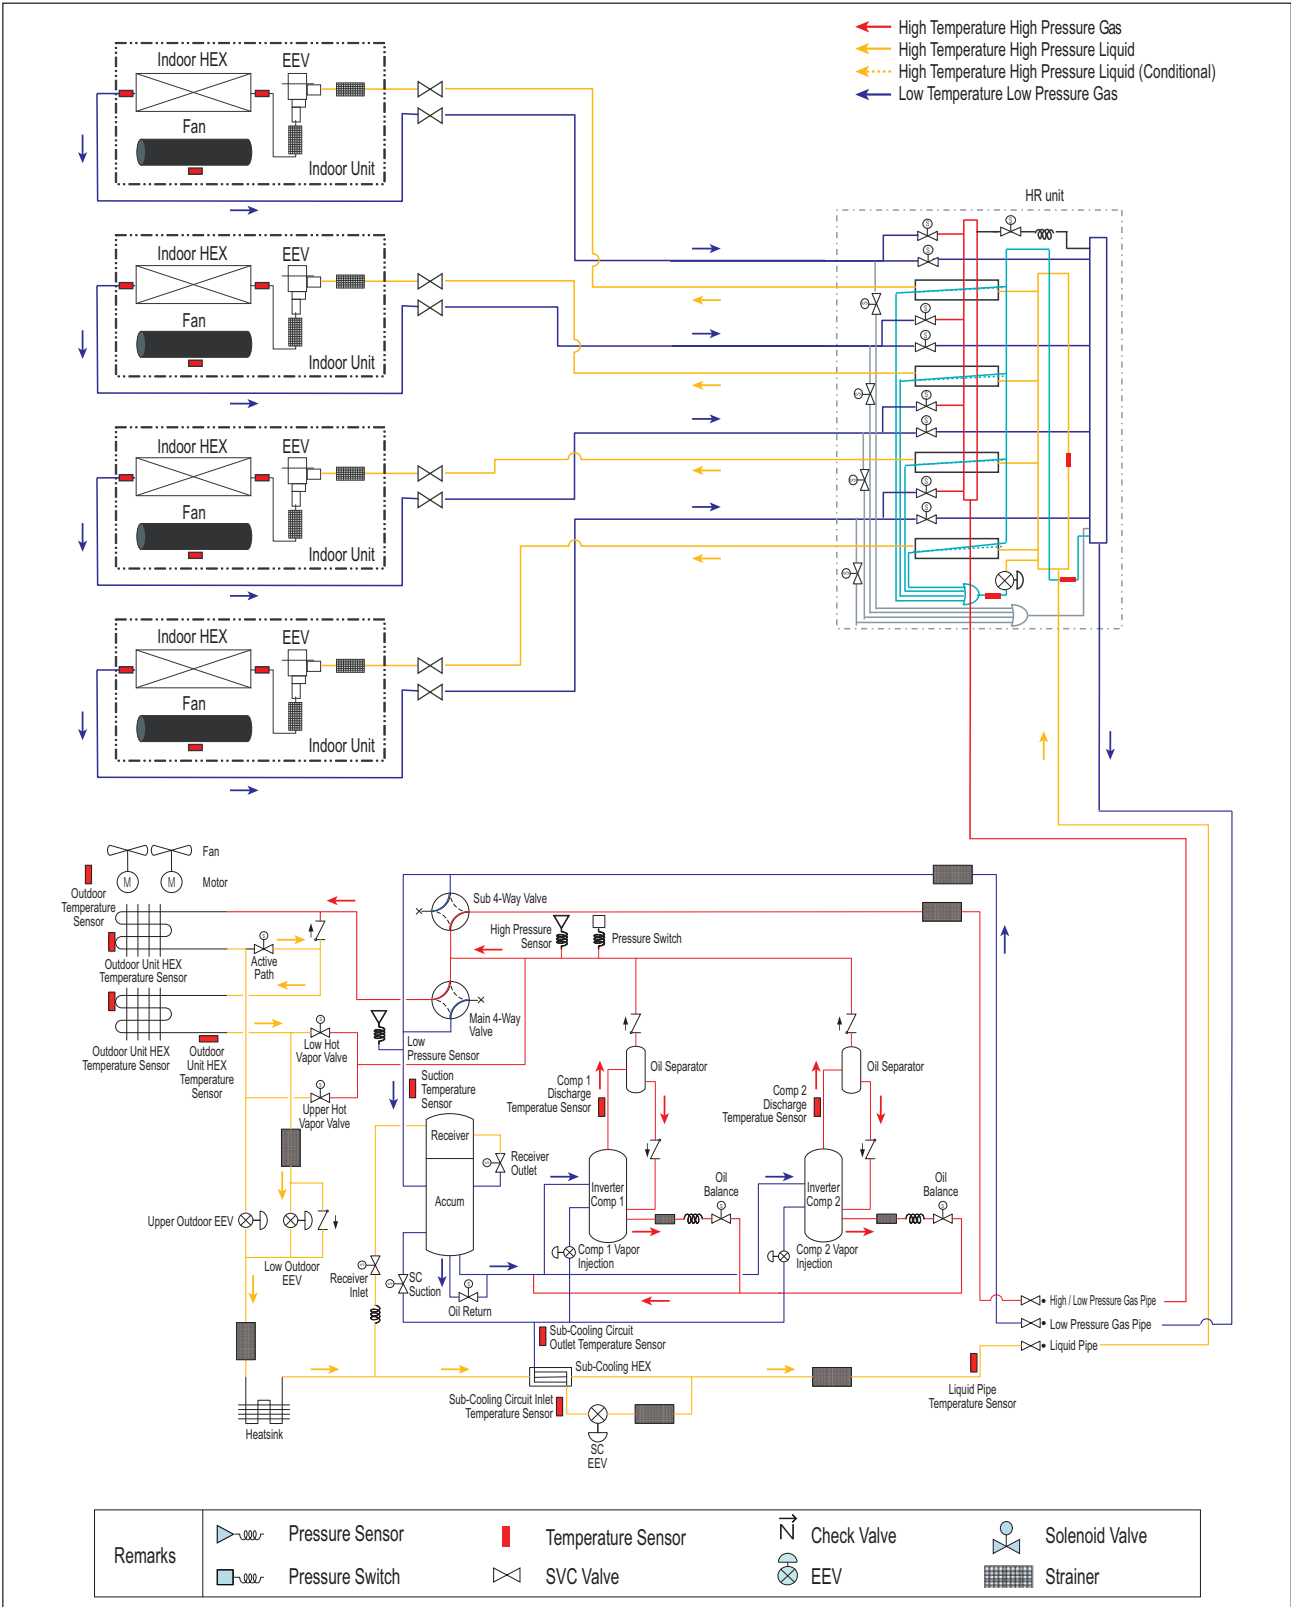 High Temperature High Pressure Gas
High Temperature High Pressure Liquid
High Temperature High Pressure Liquid (Conditional)
Low Temperature Low Pressure Gas
Indoor HEX
EEV
Fan
Indoor Unit
HR unit
S
S
S
S
Indoor HEX
EEV
Fan
Indoor Unit
S
S
S
Indoor HEX
EEV
Fan
Indoor Unit
S
S
S
S
S
S
Indoor HEX
EEV
Fan
Indoor Unit
Fan
M
M
Motor
Outdoor
Temperature
Sensor
Sub 4-Way Valve
High Pressure
Sensor
Pressure Switch
S
Active
Path
Outdoor Unit HEX
Temperature Sensor
Main 4-Way
Valve
S
Low Hot
Vapor Valve
Outdoor Unit HEX
Temperature Sensor
Outdoor
Unit HEX
Temperature
Sensor
Low
Pressure Sensor
Suction
Temperature
Sensor
S
Upper Hot
Vapor Valve
Oil Separator
Oil Separator
Comp 1
Discharge
Temperatue Sensor
Comp 2
Discharge
Temperatue Sensor
Receiver
S
Receiver
Outlet
Accum
Inverter
Comp 1
Oil
Balance
S
Inverter
Comp 2
Oil
Balance
S
Upper Outdoor EEV
Low Outdoor
EEV
S
Receiver
Inlet
S
SC
Suction
S
Oil Return
Comp 1 Vapor
Injection
Comp 2 Vapor
Injection
High / Low Pressure Gas Pipe
Low Pressure Gas Pipe
Liquid Pipe
Sub-Cooling Circuit
Outlet Temperature Sensor
Sub-Cooling HEX
Sub-Cooling Circuit Inlet
Temperature Sensor
Liquid Pipe
Temperature Sensor
Heatsink
SC
EEV
Remarks
Pressure Sensor
Temperature Sensor
Check Valve
Solenoid Valve
Pressure Switch
SVC Valve
EEV
Strainer